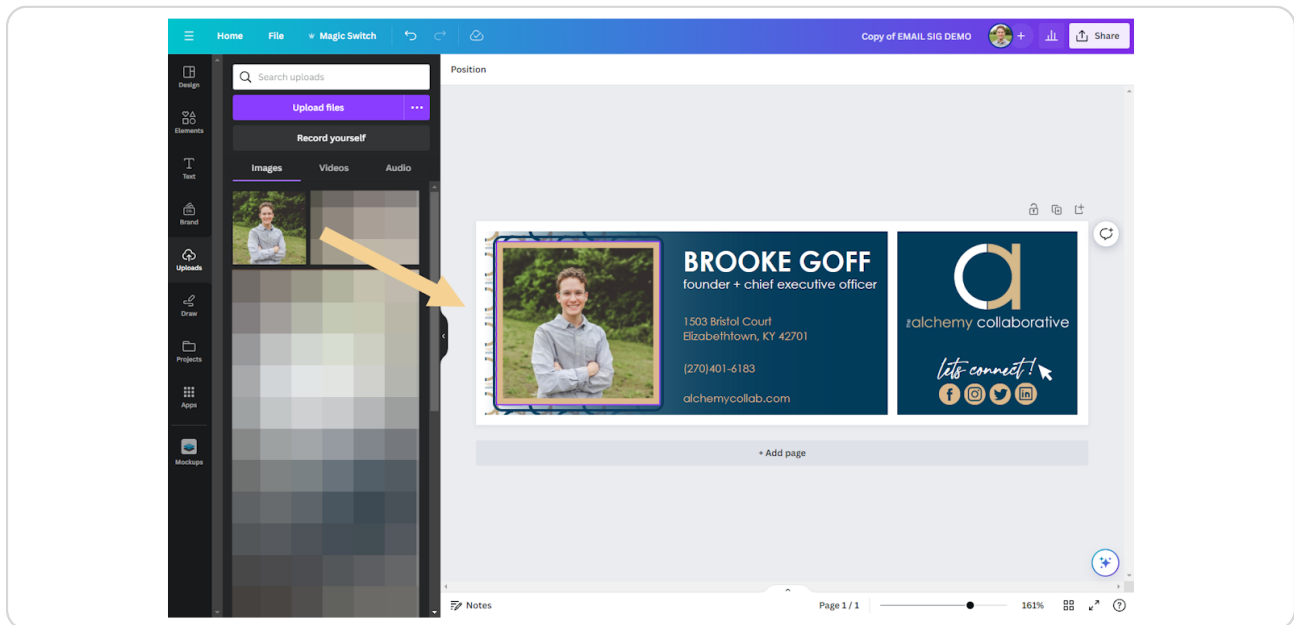 Home File Magic Switch Copy of EMAIL SIG DEMO + Share
Design
Elements
Text
Brand
Uploads
Draw
Projects
Apps
Mockups
Search uploads
Upload files ...
Record yourself
Images Videos Audio
Position
BROOKE GOFF
founder + chief executive officer
1503 Bristol Court
Elizabethtown, KY 42701
(270)401-6183
alchemycollab.com
a
the alchemy collaborative
lets connect!
f in
+ Add page
Notes Page 1 / 1 161% ?